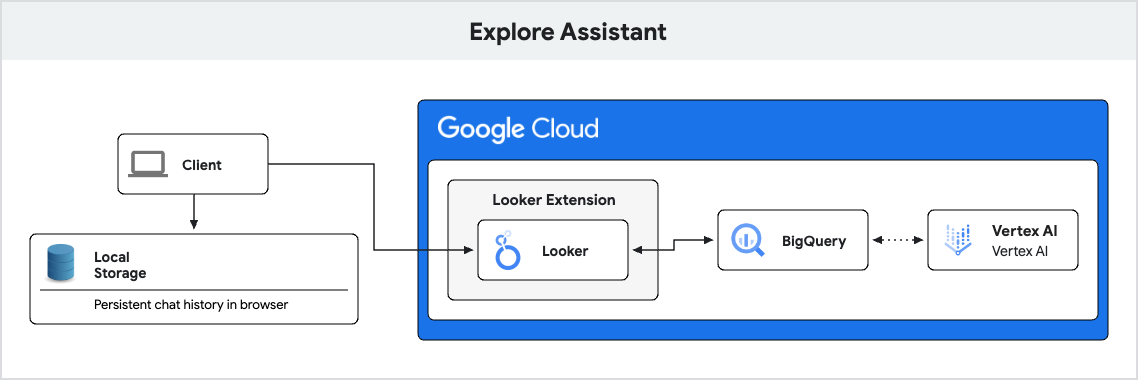 Explore Assistant
Google Cloud
Client
Looker Extension
Looker
BigQuery
Vertex AI
Vertex AI
Local
Storage
Persistent chat history in browser